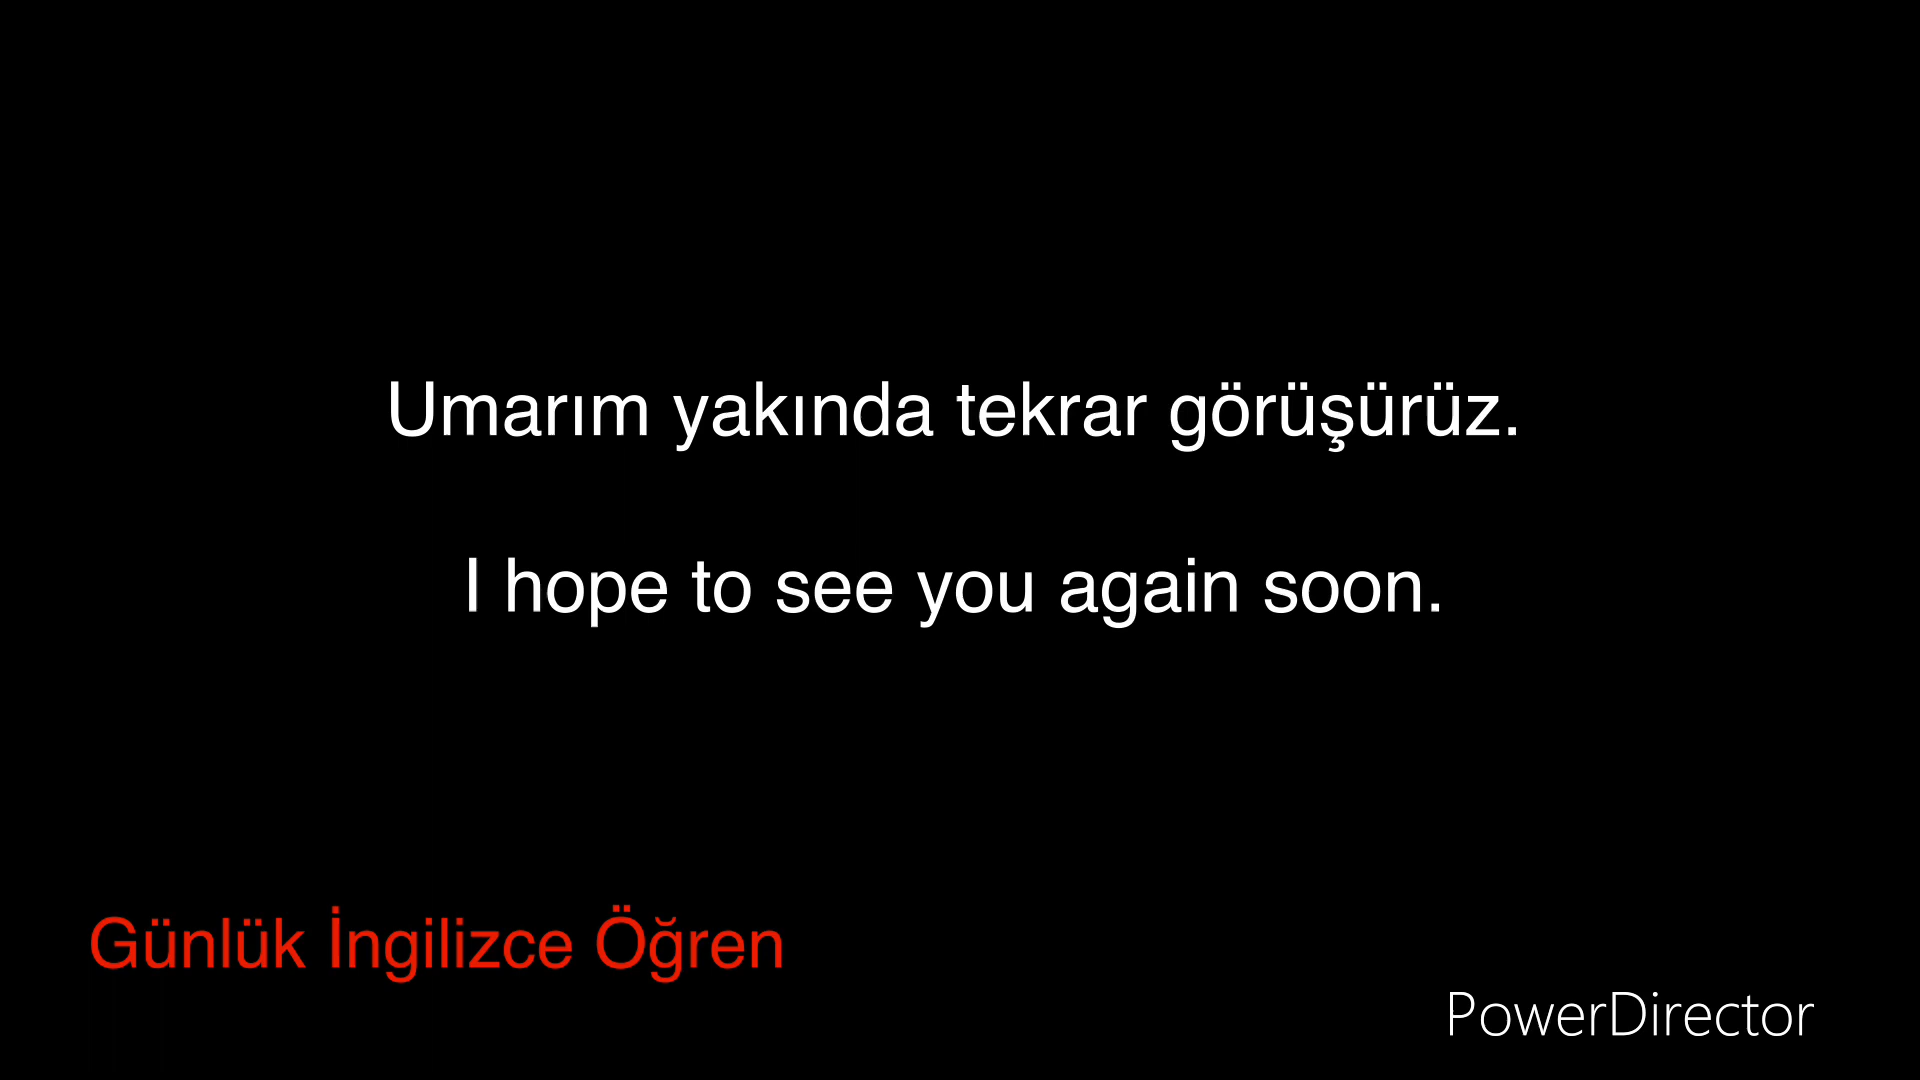 Umarım yakında tekrar görüşürüz.
I hope to see you again soon.
Günlük İngilizce Öğren
PowerDirector